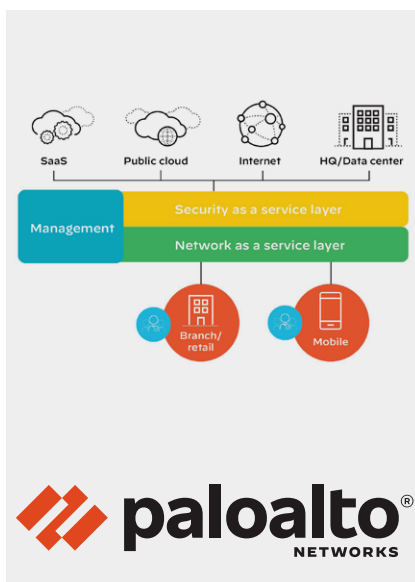 SaaS
Public cloud
Internet
HQ/Data center
Management
Security as a service layer
Network as a service layer
Branch/
retail
Mobile
paloalto®
NETWORKS